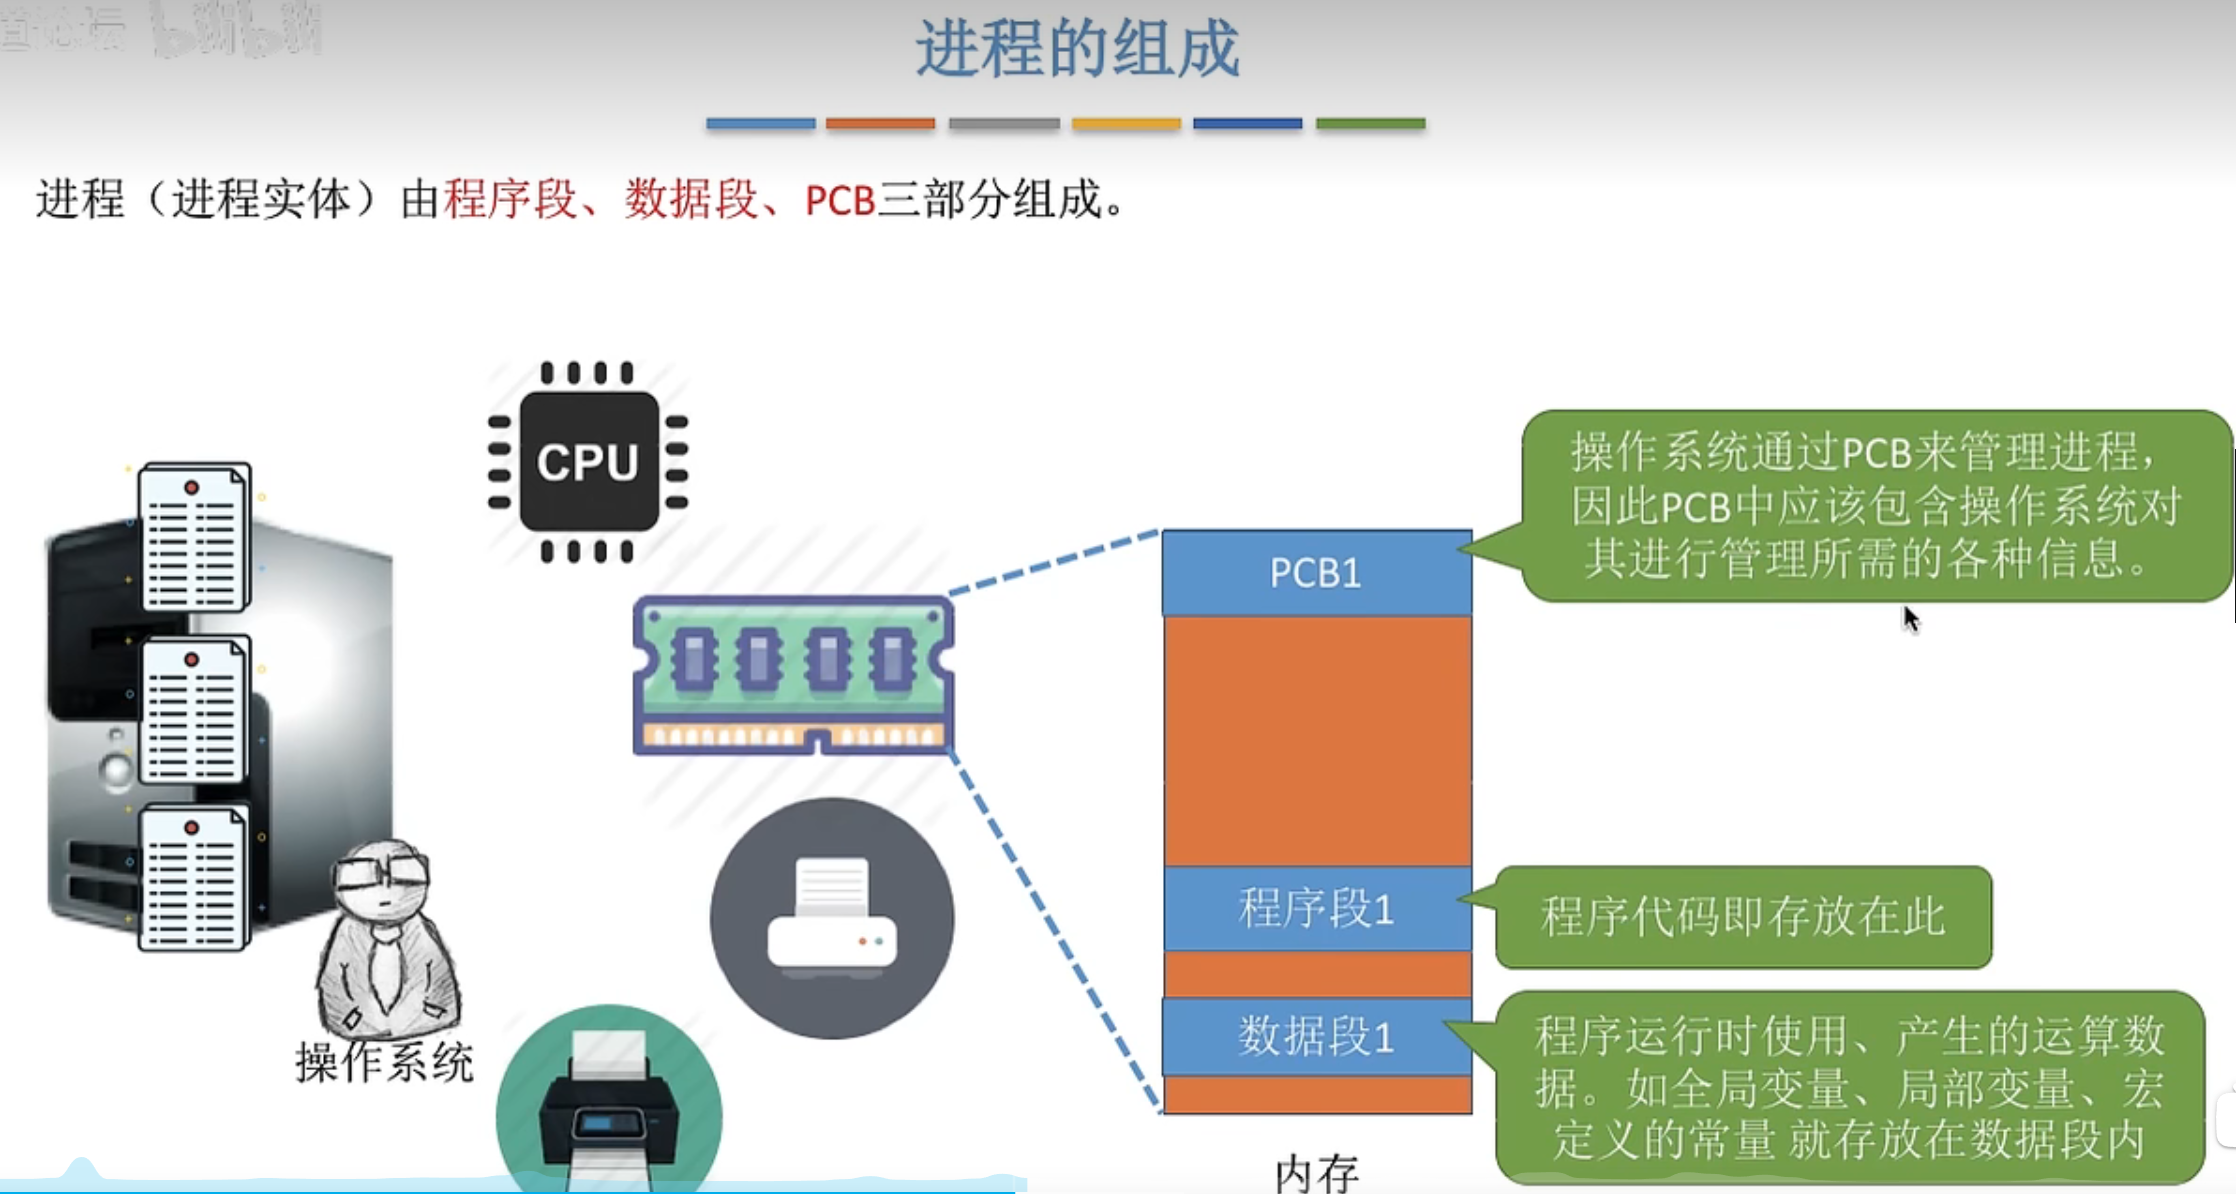 进程的组成
进程（进程实体）由程序段、数据段、PCB三部分组成。
CPU
操作系统
PCB1
程序段1
数据段1
内存
操作系统通过PCB来管理进程，
因此PCB中应该包含操作系统对
其进行管理所需的各种信息。
程序代码即存放在此
程序运行时使用、产生的运算数
据。如全局变量、局部变量、宏
定义的常量 就存放在数据段内